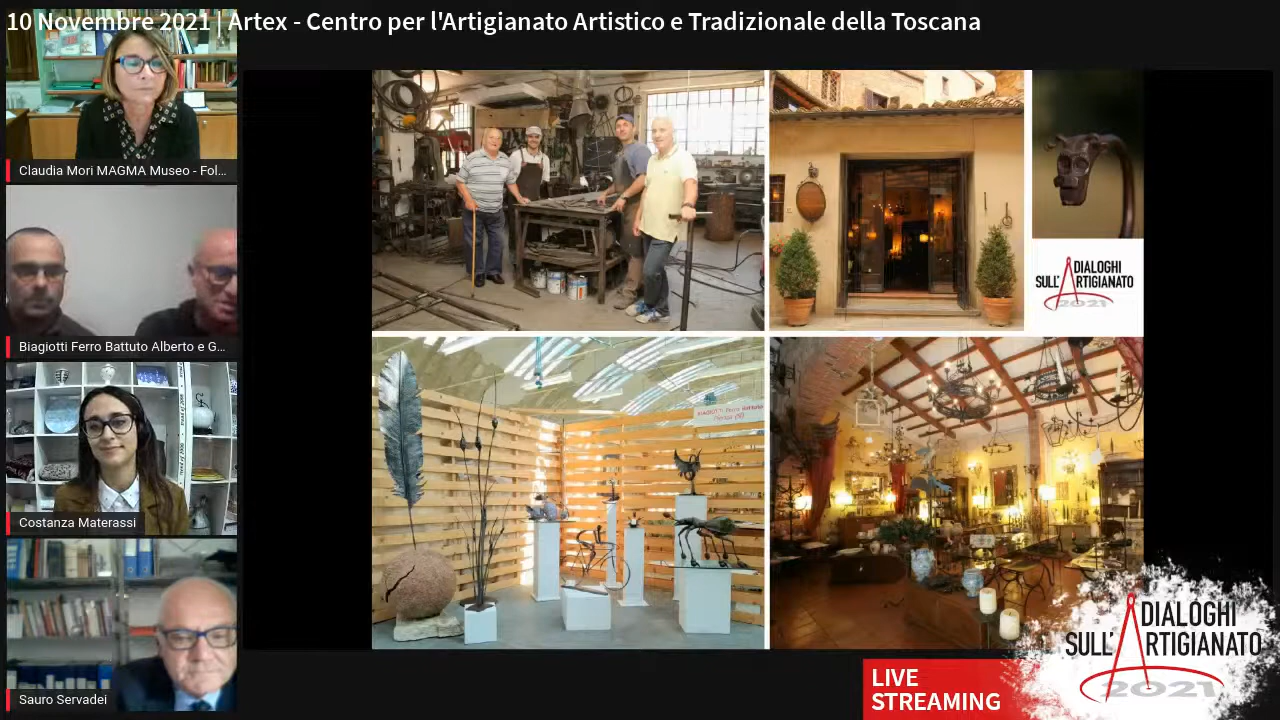 10 Novembre 2021 | Artex - Centro per l'Artigianato Artistico e Tradizionale della Toscana
Claudia Mori MAGMA Museo - Fol...
Biagiotti Ferro Battuto Alberto e G...
Costanza Materassi
Sauro Servadei
DIALOGHI
SULL'ARTIGIANATO
2021
LIVE
STREAMING
DIALOGHI
SULL'ARTIGIANATO
2021